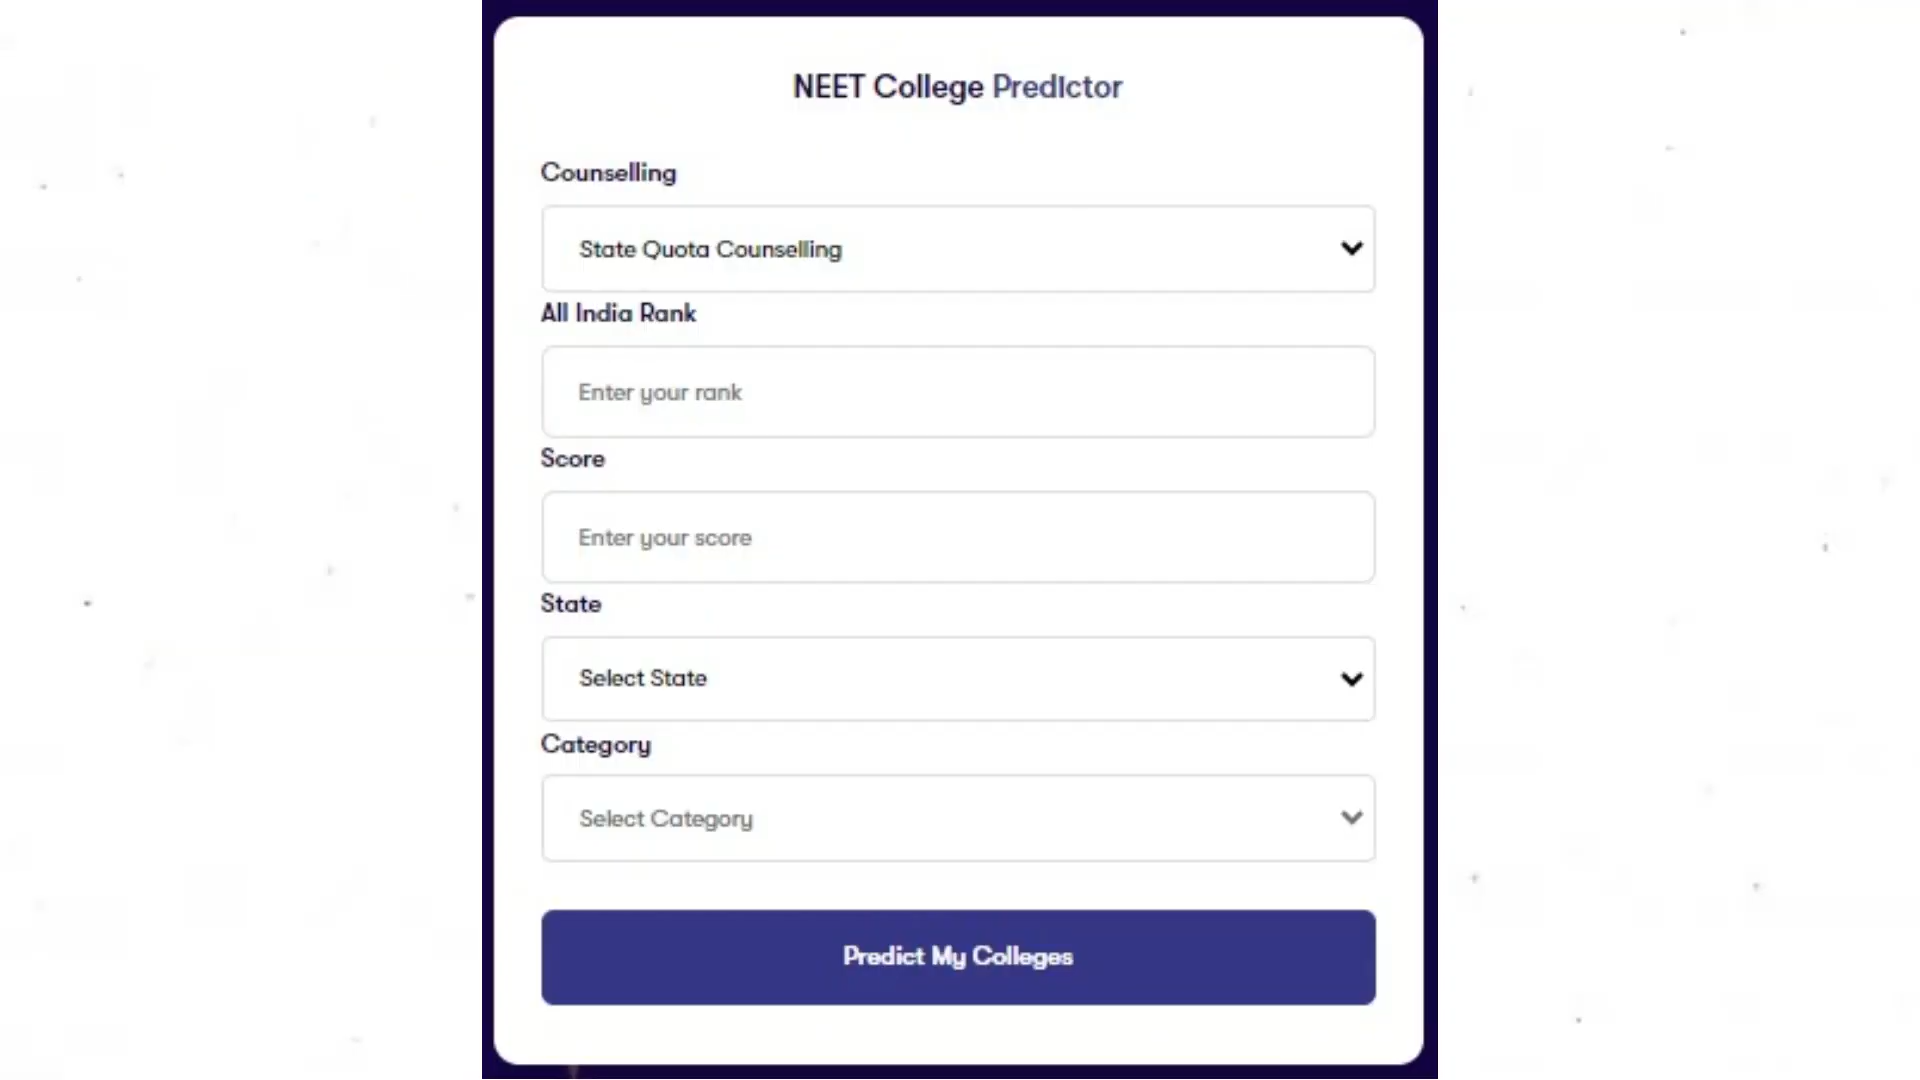 NEET College Predictor
Counselling
State Quota Counselling
All India Rank
Enter your rank
Score
Enter your score
State
Select State
Category
Select Category
Predict My Colleges